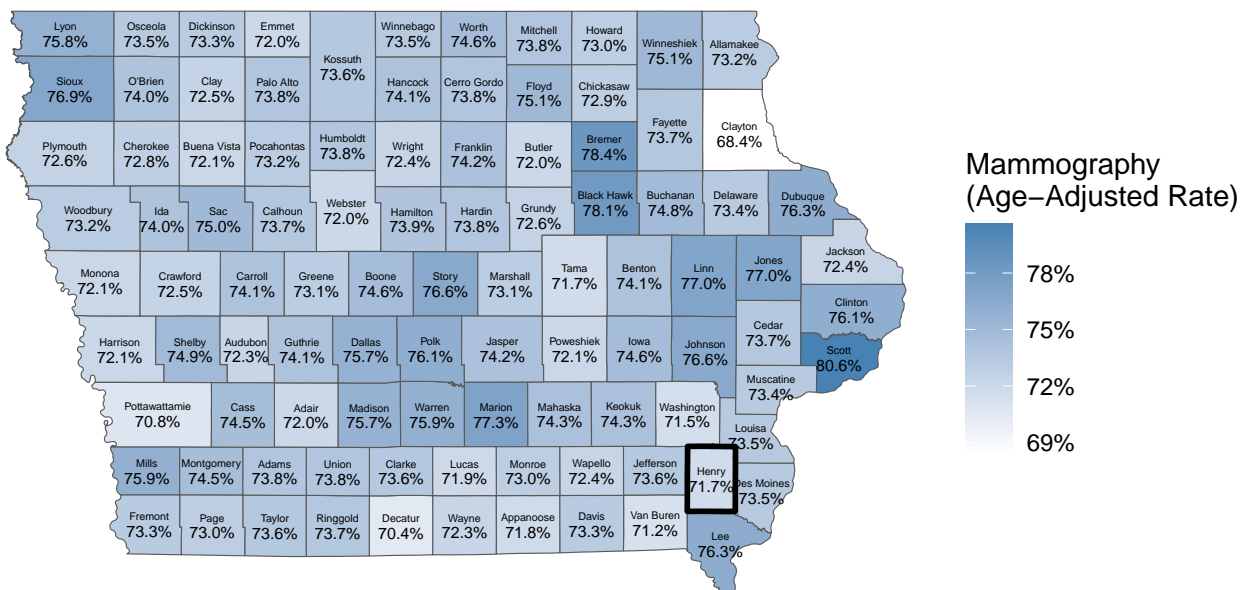 Lyon
75.8%
Osceola
73.5%
Dickinson
73.3%
Emmet
72.0%
Kossuth
73.6%
Winnebago
73.5%
Worth
74.6%
Mitchell
73.8%
Howard
73.0%
Winneshiek
75.1%
Allamakee
73.2%
Sioux
76.9%
O'Brien
74.0%
Clay
72.5%
Palo Alto
73.8%
Hancock
74.1%
Cerro Gordo
73.8%
Floyd
75.1%
Chickasaw
72.9%
Fayette
73.7%
Clayton
68.4%
Plymouth
72.6%
Cherokee
72.8%
Buena Vista
72.1%
Pocahontas
73.2%
Humboldt
73.8%
Wright
72.4%
Franklin
74.2%
Butler
72.0%
Bremer
78.4%
Woodbury
73.2%
Ida
74.0%
Sac
75.0%
Calhoun
73.7%
Webster
72.0%
Hamilton
73.9%
Hardin
73.8%
Grundy
72.6%
Black Hawk
78.1%
Buchanan
74.8%
Delaware
73.4%
Dubuque
76.3%
Monona
72.1%
Crawford
72.5%
Carroll
74.1%
Greene
73.1%
Boone
74.6%
Story
76.6%
Marshall
73.1%
Tama
71.7%
Benton
74.1%
Linn
77.0%
Jones
77.0%
Jackson
72.4%
Clinton
76.1%
Harrison
72.1%
Shelby
74.9%
Audubon
72.3%
Guthrie
74.1%
Dallas
75.7%
Polk
76.1%
Jasper
74.2%
Poweshiek
72.1%
Iowa
74.6%
Johnson
76.6%
Cedar
73.7%
Scott
80.6%
Muscatine
73.4%
Pottawattamie
70.8%
Cass
74.5%
Adair
72.0%
Madison
75.7%
Warren
75.9%
Marion
77.3%
Mahaska
74.3%
Keokuk
74.3%
Washington
71.5%
Louisa
73.5%
Mills
75.9%
Montgomery
74.5%
Adams
73.8%
Union
73.8%
Clarke
73.6%
Lucas
71.9%
Monroe
73.0%
Wapello
72.4%
Jefferson
73.6%
Henry
71.7%
Des Moines
73.5%
Fremont
73.3%
Page
73.0%
Taylor
73.6%
Ringgold
73.7%
Decatur
70.4%
Wayne
72.3%
Appanoose
71.8%
Davis
73.3%
Van Buren
71.2%
Lee
76.3%
Mammography
(Age−Adjusted Rate)
78%
75%
72%
69%